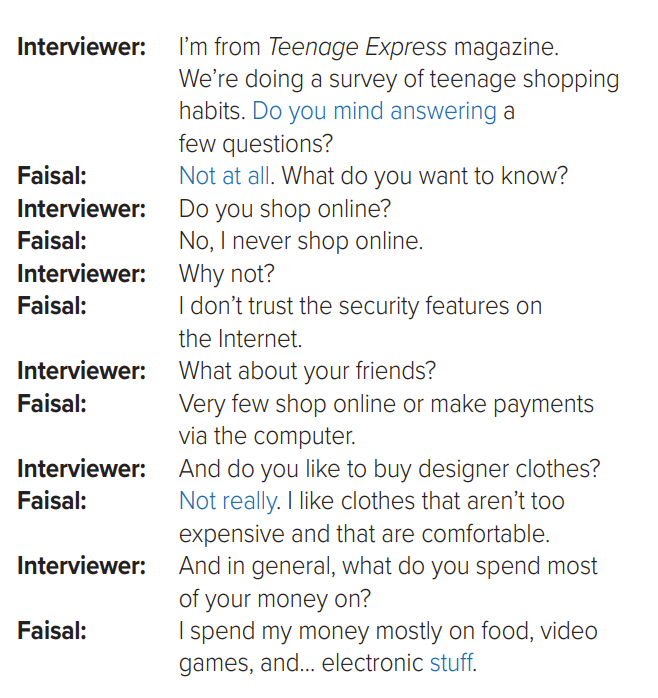 Interviewer: I’m from Teenage Express magazine.
We’re doing a survey of teenage shopping
habits. Do you mind answering a
few questions?
Faisal: Not at all. What do you want to know?
Interviewer: Do you shop online?
Faisal: No, I never shop online.
Interviewer: Why not?
Faisal: I don’t trust the security features on
the Internet.
Interviewer: What about your friends?
Faisal: Very few shop online or make payments
via the computer.
Interviewer: And do you like to buy designer clothes?
Faisal: Not really. I like clothes that aren’t too
expensive and that are comfortable.
Interviewer: And in general, what do you spend most
of your money on?
Faisal: I spend my money mostly on food, video
games, and... electronic stuff.